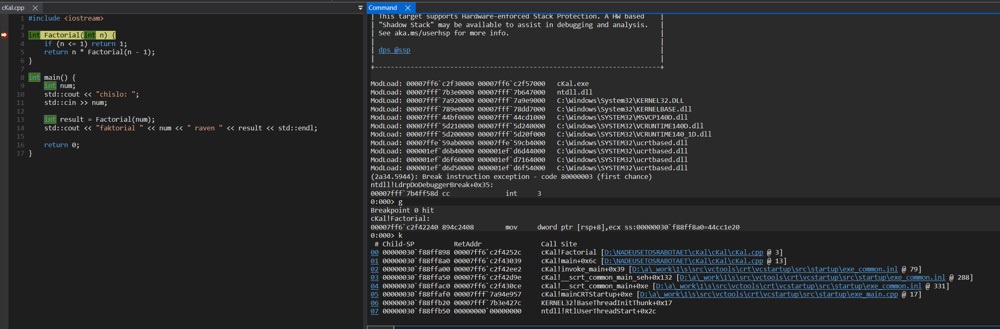 cKal.cpp
1 #include <iostream>
2
3 int Factorial(int n) {
4     if (n <= 1) return 1;
5     return n * Factorial(n - 1);
6 }
7
8 int main() {
9     int num;
10     std::cout << "chislo: ";
11     std::cin >> num;
12
13     int result = Factorial(num);
14     std::cout << "faktorial " << num << " raven " << result << std::endl;
15
16     return 0;
17 }
Command
| This target supports Hardware-enforced Stack Protection. A HW based    |
| "Shadow Stack" may be available to assist in debugging and analysis.   |
| See aka.ms/userhsp for more info.                                      |
|                                                                        |
| dps @ssp                                                               |
|                                                                        |
+------------------------------------------------------------------------+
ModLoad: 00007ff6`c2f30000 00007ff6`c2f57000   cKal.exe
ModLoad: 00007fff`7b3e0000 00007fff`7b647000   ntdll.dll
ModLoad: 00007fff`7a920000 00007fff`7a9e9000   C:\Windows\System32\KERNEL32.DLL
ModLoad: 00007fff`789e0000 00007fff`78dd7000   C:\Windows\System32\KERNELBASE.dll
ModLoad: 00007fff`44bf0000 00007fff`44cd1000   C:\Windows\SYSTEM32\MSVCP140D.dll
ModLoad: 00007fff`5d210000 00007fff`5d240000   C:\Windows\SYSTEM32\VCRUNTIME140D.dll
ModLoad: 00007fff`5d200000 00007fff`5d20f000   C:\Windows\SYSTEM32\VCRUNTIME140_1D.dll
ModLoad: 00007ffe`59ab0000 00007ffe`59cb4000   C:\Windows\SYSTEM32\ucrtbased.dll
ModLoad: 000001ef`d6b40000 000001ef`d6d44000   C:\Windows\SYSTEM32\ucrtbased.dll
ModLoad: 000001ef`d6f60000 000001ef`d7164000   C:\Windows\SYSTEM32\ucrtbased.dll
ModLoad: 000001ef`d6d50000 000001ef`d6f54000   C:\Windows\SYSTEM32\ucrtbased.dll
(2a34.5944): Break instruction exception - code 80000003 (first chance)
ntdll!LdrpDoDebuggerBreak+0x35:
00007fff`7b4ff58d cc              int     3
0:000> g
Breakpoint 0 hit
cKal!Factorial:
00007ff6`c2f42240 894c2408        mov     dword ptr [rsp+8],ecx ss:00000030`f88ff8a0=44cc1e20
0:000> k
 # Child-SP          RetAddr               Call Site
00 00000030`f88ff898 00007ff6`c2f4252c     cKal!Factorial [D:\NADEUSETOSRABOTAET\cKal\cKal\cKal.cpp @ 3]
01 00000030`f88ff8a0 00007ff6`c2f43039     cKal!main+0x6c [D:\NADEUSETOSRABOTAET\cKal\cKal\cKal.cpp @ 13]
02 00000030`f88ffa00 00007ff6`c2f42ee2     cKal!invoke_main+0x39 [D:\a\_work\1\s\src\vctools\crt\vcstartup\src\startup\exe_common.inl @ 79]
03 00000030`f88ffa50 00007ff6`c2f42d9e     cKal!__scrt_common_main_seh+0x132 [D:\a\_work\1\s\src\vctools\crt\vcstartup\src\startup\exe_common.inl @ 288]
04 00000030`f88ffac0 00007ff6`c2f430ce     cKal!__scrt_common_main+0xe [D:\a\_work\1\s\src\vctools\crt\vcstartup\src\startup\exe_common.inl @ 331]
05 00000030`f88ffaf0 00007fff`7a94e957     cKal!mainCRTStartup+0xe [D:\a\_work\1\s\src\vctools\crt\vcstartup\src\startup\exe_main.cpp @ 17]
06 00000030`f88ffb20 00007fff`7b3e427c     KERNEL32!BaseThreadInitThunk+0x17
07 00000030`f88ffb50 00000000`00000000     ntdll!RtlUserThreadStart+0x2c